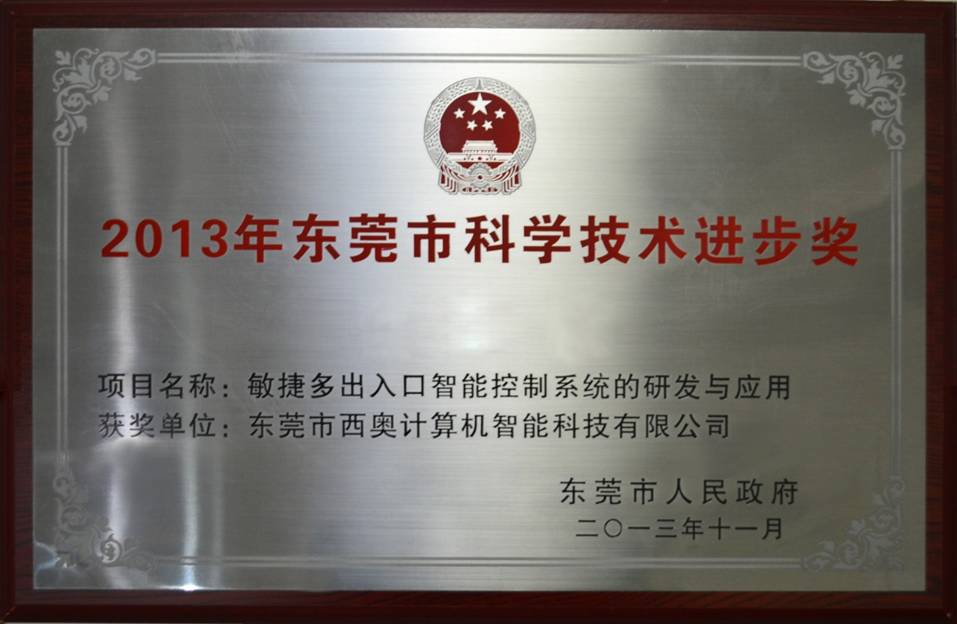 2013年东莞市科学技术进步奖
项目名称：敏捷多出入口智能控制系统的研发与应用
获奖单位：东莞市西奥计算机智能科技有限公司
东莞市人民政府
二〇一三年十一月